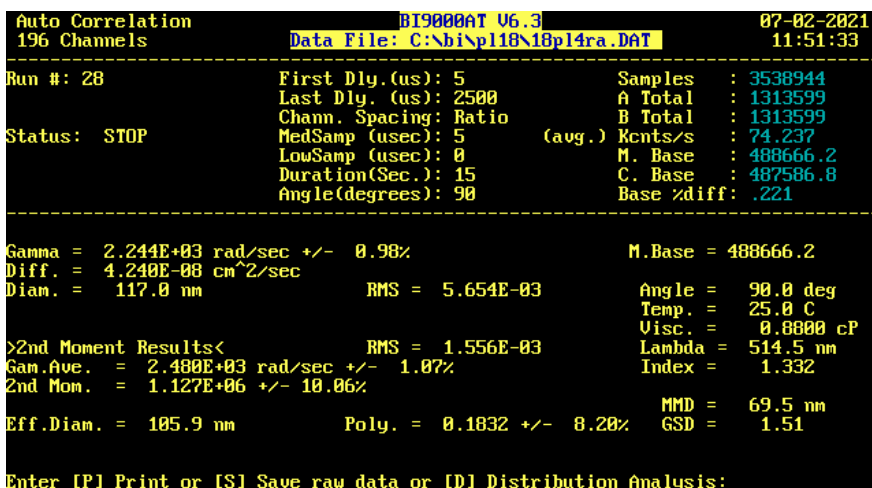 Auto Correlation BI9000AT V6.3 07-02-2021
196 Channels Data File: C:\bi\pl18\18pl4ra.DAT 11:51:33
Run #: 28 First Dly.(us): 5 Samples : 3538944
Last Dly. (us): 2500 A Total : 1313599
Chann. Spacing: Ratio B Total : 1313599
Status: STOP MedSamp (usec): 5 (avg.) Kcnts/s : 74.237
LowSamp (usec): 0 M. Base : 488666.2
Duration(Sec.): 15 C. Base : 487586.8
Angle(degrees): 90 Base %diff: .221
Gamma = 2.244E+03 rad/sec +/- 0.98% M.Base = 488666.2
Diff. = 4.240E-08 cm^2/sec
Diam. = 117.0 nm RMS = 5.654E-03 Angle = 90.0 deg
Temp. = 25.0 C
Visc. = 0.8800 cP
>2nd Moment Results< RMS = 1.556E-03 Lambda = 514.5 nm
Gam.Ave. = 2.480E+03 rad/sec +/- 1.07% Index = 1.332
2nd Mom. = 1.127E+06 +/- 10.06%
MMD = 69.5 nm
Eff.Diam. = 105.9 nm Poly. = 0.1832 +/- 8.20% GSD = 1.51
Enter [P] Print or [S] Save raw data or [D] Distribution Analysis: